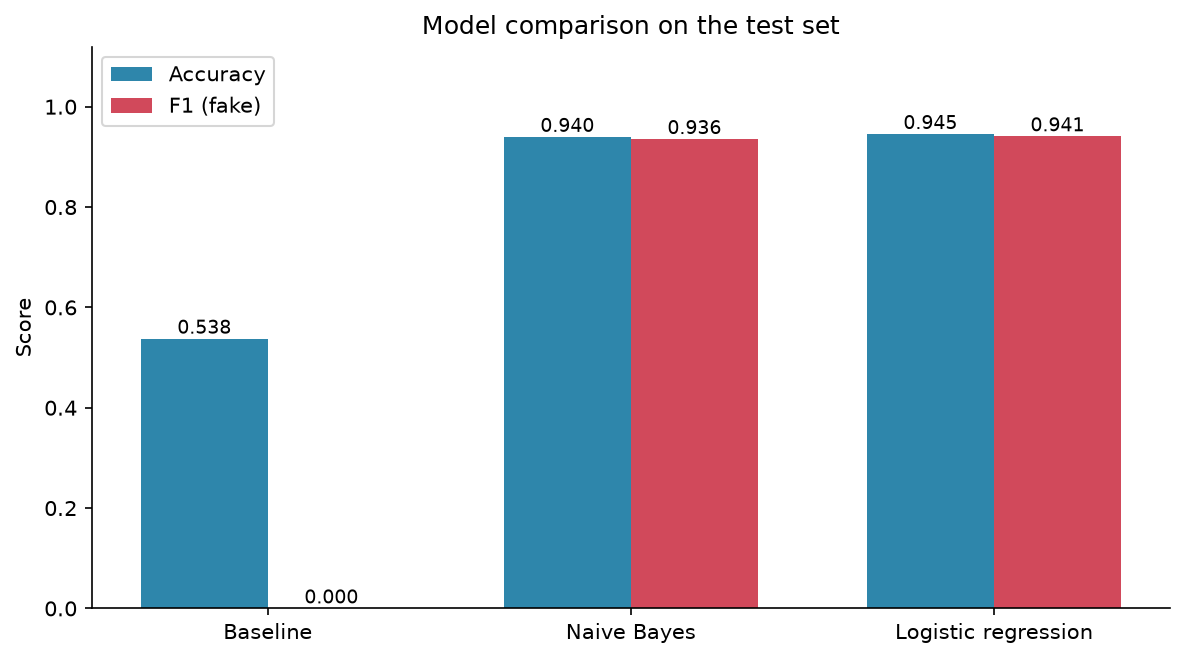 Model comparison on the test set
Accuracy
F1 (fake)
Score
1.0
0.8
0.6
0.4
0.2
0.0
0.538
0.000
0.940
0.936
0.945
0.941
Baseline
Naive Bayes
Logistic regression